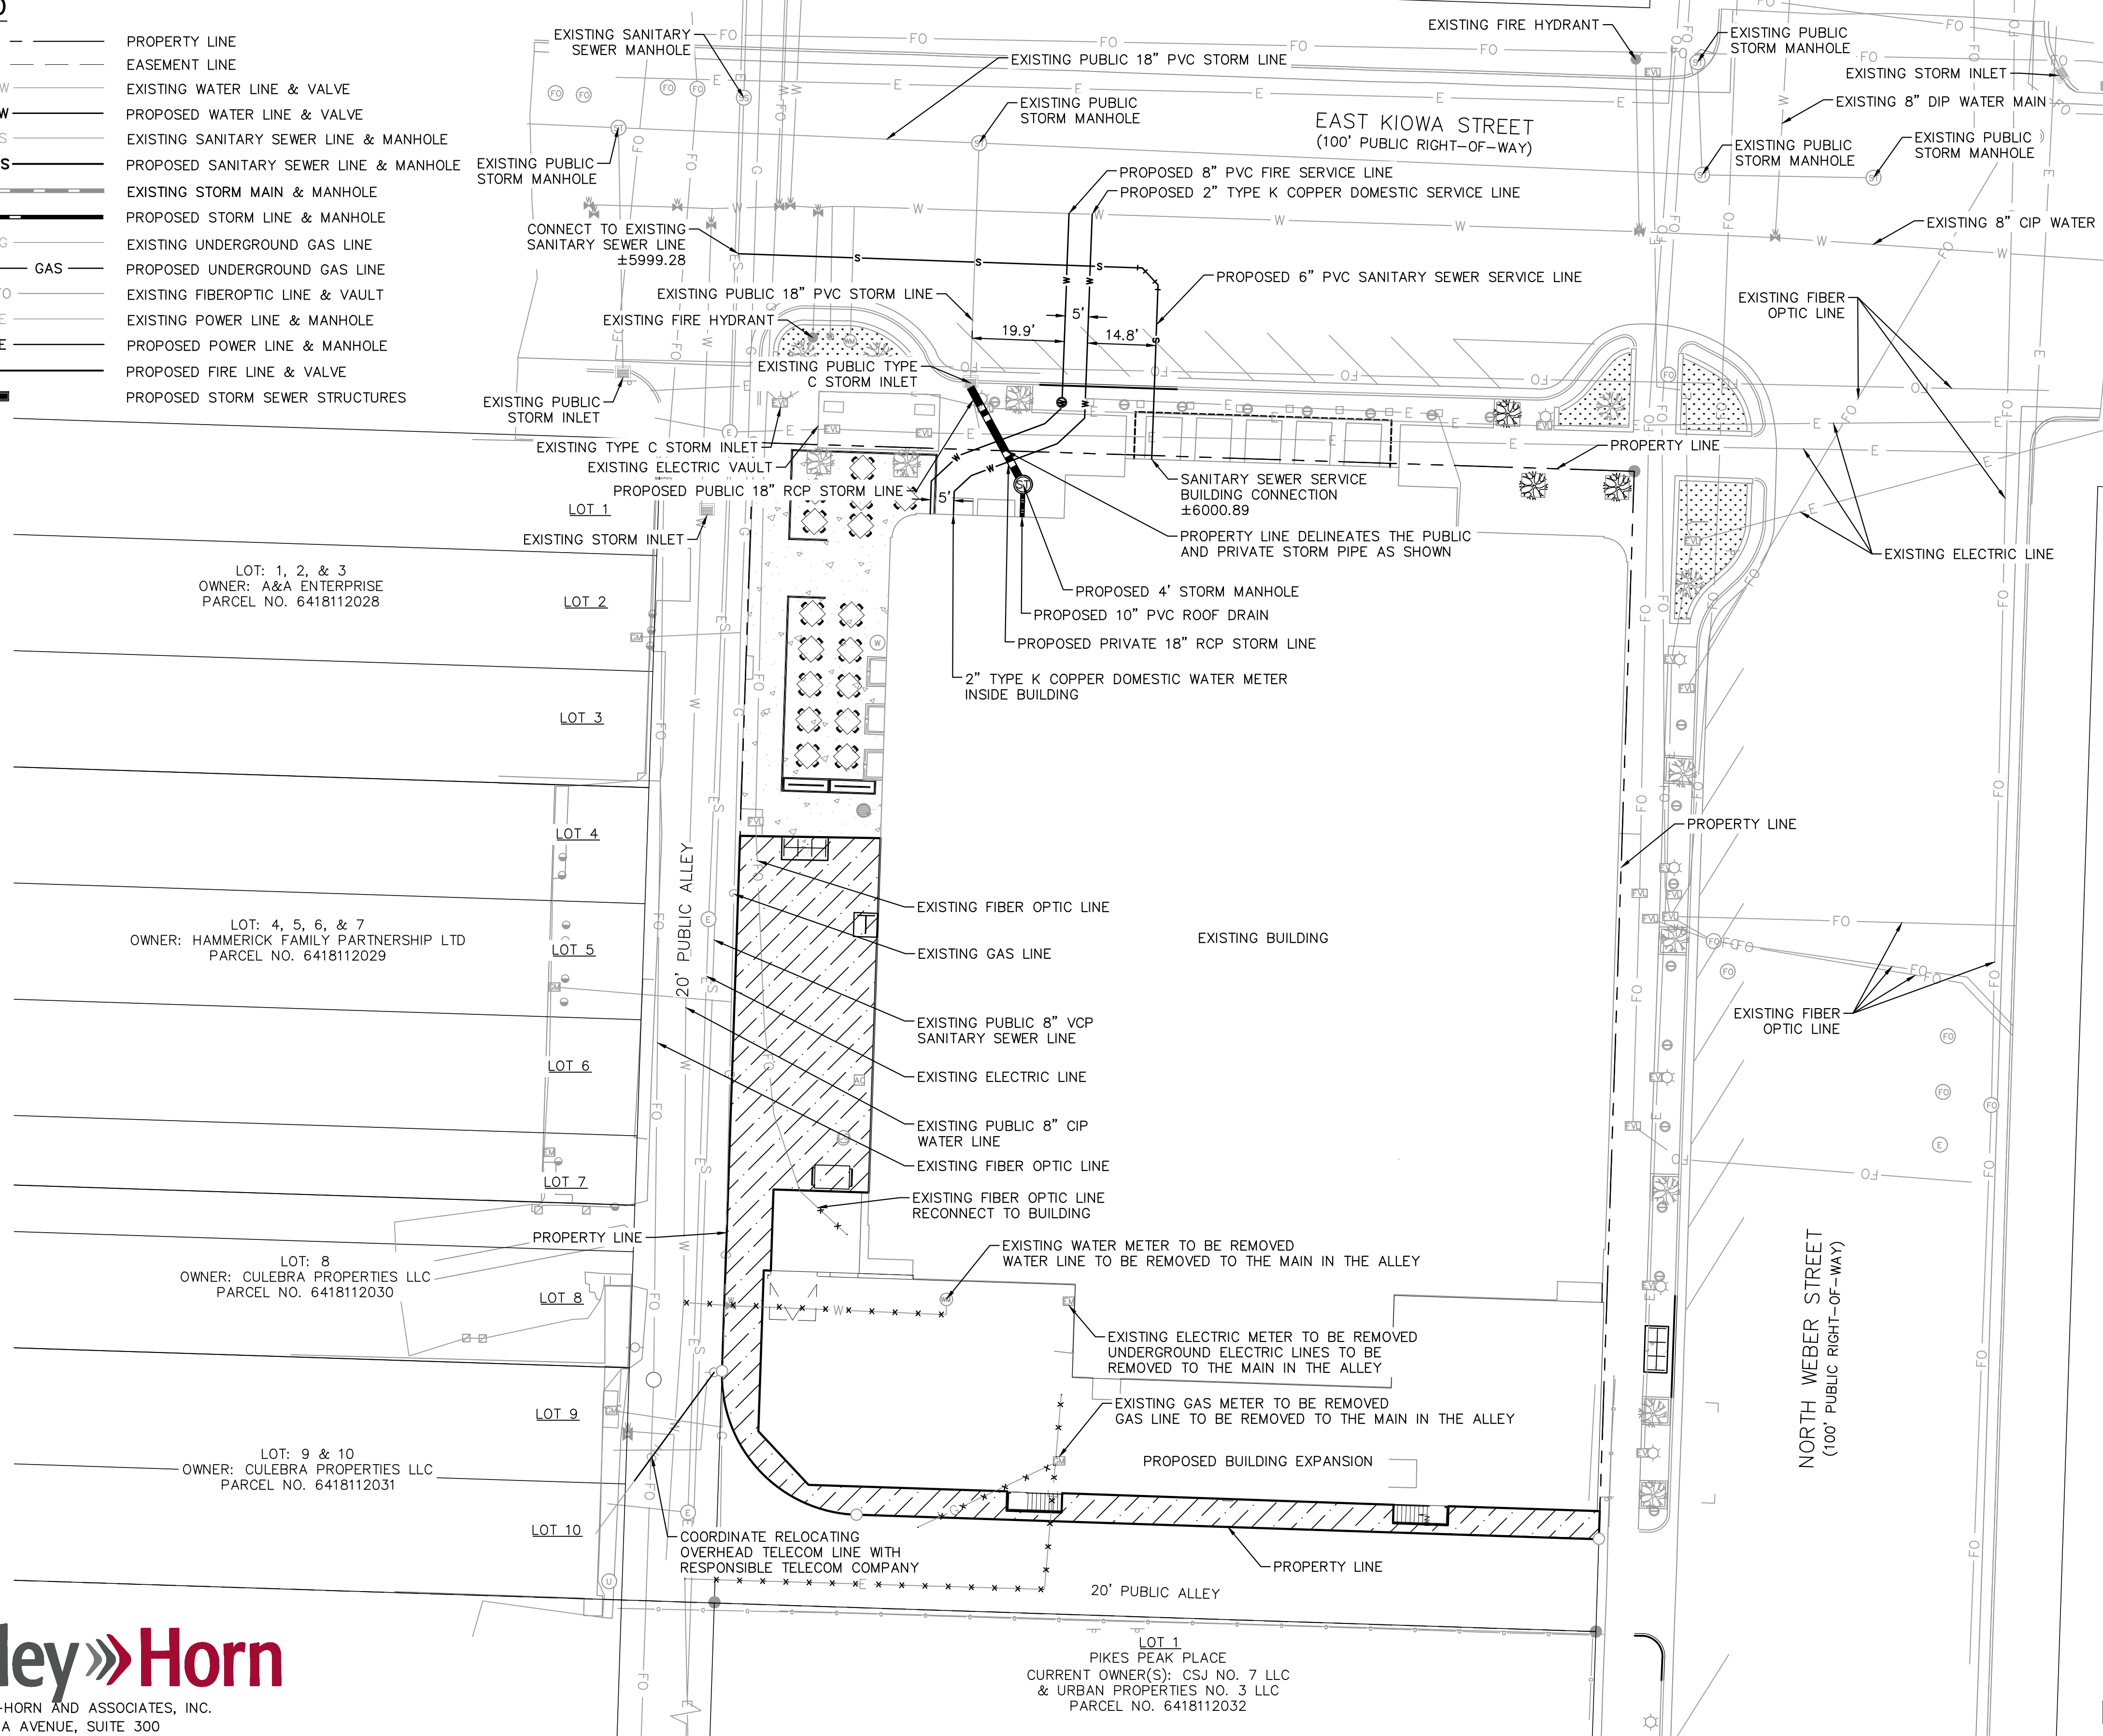 PROPERTY LINE
EASEMENT LINE
EXISTING WATER LINE & VALVE
PROPOSED WATER LINE & VALVE
EXISTING SANITARY SEWER LINE & MANHOLE
PROPOSED SANITARY SEWER LINE & MANHOLE
EXISTING STORM MAIN & MANHOLE
PROPOSED STORM LINE & MANHOLE
EXISTING UNDERGROUND GAS LINE
GAS
PROPOSED UNDERGROUND GAS LINE
EXISTING FIBEROPTIC LINE & VAULT
EXISTING POWER LINE & MANHOLE
PROPOSED POWER LINE & MANHOLE
PROPOSED FIRE LINE & VALVE
PROPOSED STORM SEWER STRUCTURES
EXISTING SANITARY
SEWER MANHOLE
EXISTING PUBLIC 18" PVC STORM LINE
EXISTING PUBLIC
STORM MANHOLE
EXISTING FIRE HYDRANT
EXISTING PUBLIC
STORM MANHOLE
EXISTING STORM INLET
EXISTING 8" DIP WATER MAIN
EXISTING PUBLIC
STORM MANHOLE
EXISTING PUBLIC
STORM MANHOLE
EAST KIOWA STREET
(100' PUBLIC RIGHT-OF-WAY)
EXISTING PUBLIC
STORM MANHOLE
PROPOSED 8" PVC FIRE SERVICE LINE
PROPOSED 2" TYPE K COPPER DOMESTIC SERVICE LINE
EXISTING 8" CIP WATER
CONNECT TO EXISTING
SANITARY SEWER LINE
±5999.28
PROPOSED 6" PVC SANITARY SEWER SERVICE LINE
EXISTING PUBLIC 18" PVC STORM LINE
EXISTING FIRE HYDRANT
5'
19.9'
14.8'
EXISTING FIBER
OPTIC LINE
EXISTING PUBLIC TYPE
C STORM INLET
EXISTING PUBLIC
STORM INLET
EXISTING TYPE C STORM INLET
EXISTING ELECTRIC VAULT
PROPOSED PUBLIC 18" RCP STORM LINE
5'
PROPERTY LINE
SANITARY SEWER SERVICE
BUILDING CONNECTION
±6000.89
EXISTING STORM INLET
PROPERTY LINE DELINEATES THE PUBLIC
AND PRIVATE STORM PIPE AS SHOWN
EXISTING ELECTRIC LINE
PROPOSED 4' STORM MANHOLE
PROPOSED 10" PVC ROOF DRAIN
PROPOSED PRIVATE 18" RCP STORM LINE
2" TYPE K COPPER DOMESTIC WATER METER
INSIDE BUILDING
LOT 1
LOT: 1, 2, & 3
OWNER: A&A ENTERPRISE
PARCEL NO. 6418112028
LOT 2
LOT 3
LOT 4
PROPERTY LINE
20' PUBLIC ALLEY
LOT: 4, 5, 6, & 7
OWNER: HAMMERICK FAMILY PARTNERSHIP LTD
PARCEL NO. 6418112029
LOT 5
LOT 6
LOT 7
EXISTING FIBER OPTIC LINE
EXISTING GAS LINE
EXISTING BUILDING
EXISTING PUBLIC 8" VCP
SANITARY SEWER LINE
EXISTING ELECTRIC LINE
EXISTING PUBLIC 8" CIP
WATER LINE
EXISTING FIBER OPTIC LINE
EXISTING FIBER OPTIC LINE
RECONNECT TO BUILDING
EXISTING FIBER
OPTIC LINE
PROPERTY LINE
LOT: 8
OWNER: CULEBRA PROPERTIES LLC
PARCEL NO. 6418112030
LOT 8
EXISTING WATER METER TO BE REMOVED
WATER LINE TO BE REMOVED TO THE MAIN IN THE ALLEY
EXISTING ELECTRIC METER TO BE REMOVED
UNDERGROUND ELECTRIC LINES TO BE
REMOVED TO THE MAIN IN THE ALLEY
EXISTING GAS METER TO BE REMOVED
GAS LINE TO BE REMOVED TO THE MAIN IN THE ALLEY
NORTH WEBER STREET
(100' PUBLIC RIGHT-OF-WAY)
PROPOSED BUILDING EXPANSION
LOT 9
LOT: 9 & 10
OWNER: CULEBRA PROPERTIES LLC
PARCEL NO. 6418112031
LOT 10
COORDINATE RELOCATING
OVERHEAD TELECOM LINE WITH
RESPONSIBLE TELECOM COMPANY
PROPERTY LINE
20' PUBLIC ALLEY
LOT 1
PIKES PEAK PLACE
CURRENT OWNER(S): CSJ NO. 7 LLC
& URBAN PROPERTIES NO. 3 LLC
PARCEL NO. 6418112032
ley Horn
-HORN AND ASSOCIATES, INC.
A AVENUE, SUITE 300